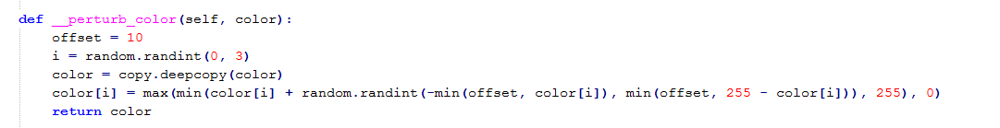 def __perturb_color(self, color):
    offset = 10
    i = random.randint(0, 3)
    color = copy.deepcopy(color)
    color[i] = max(min(color[i] + random.randint(-min(offset, color[i]), min(offset, 255 - color[i])), 255), 0)
    return color